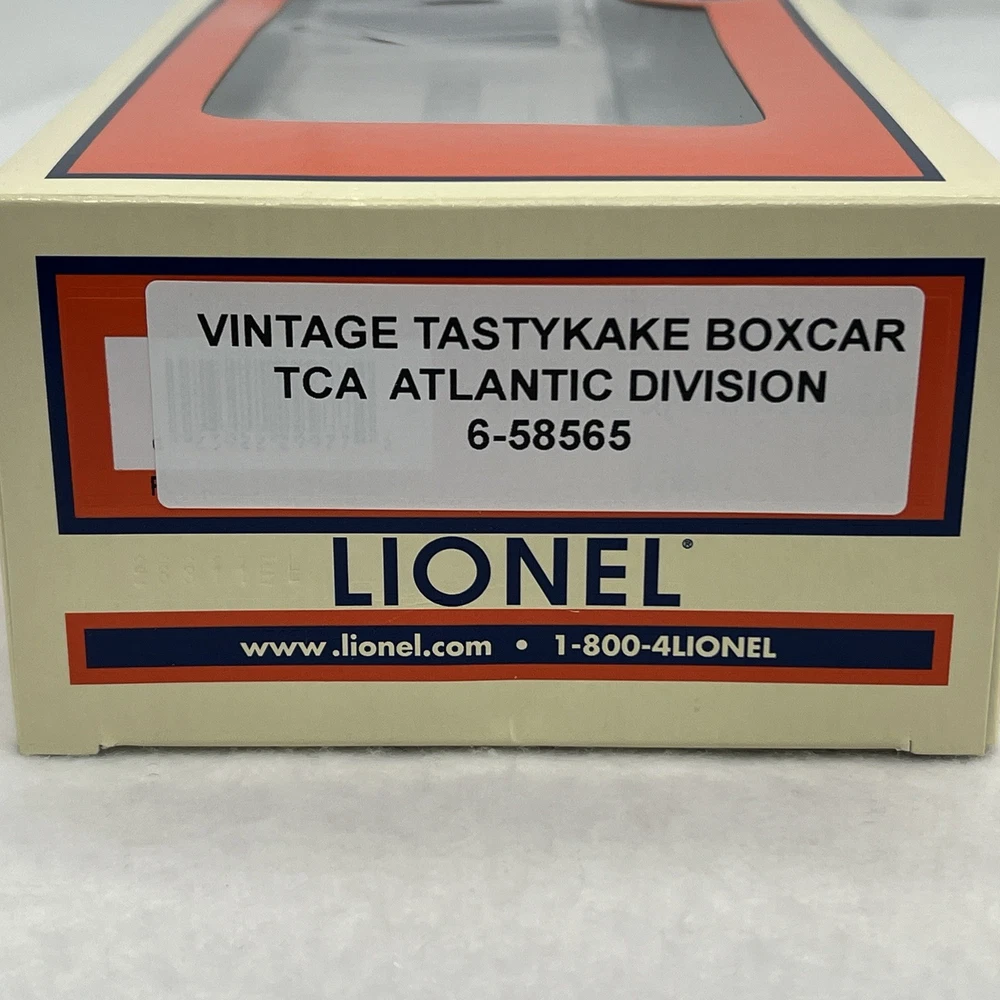 VINTAGE TASTYKAKE BOXCAR
TCA ATLANTIC DIVISION
6-58565
LIONEL®
www.lionel.com • 1-800-4LIONEL